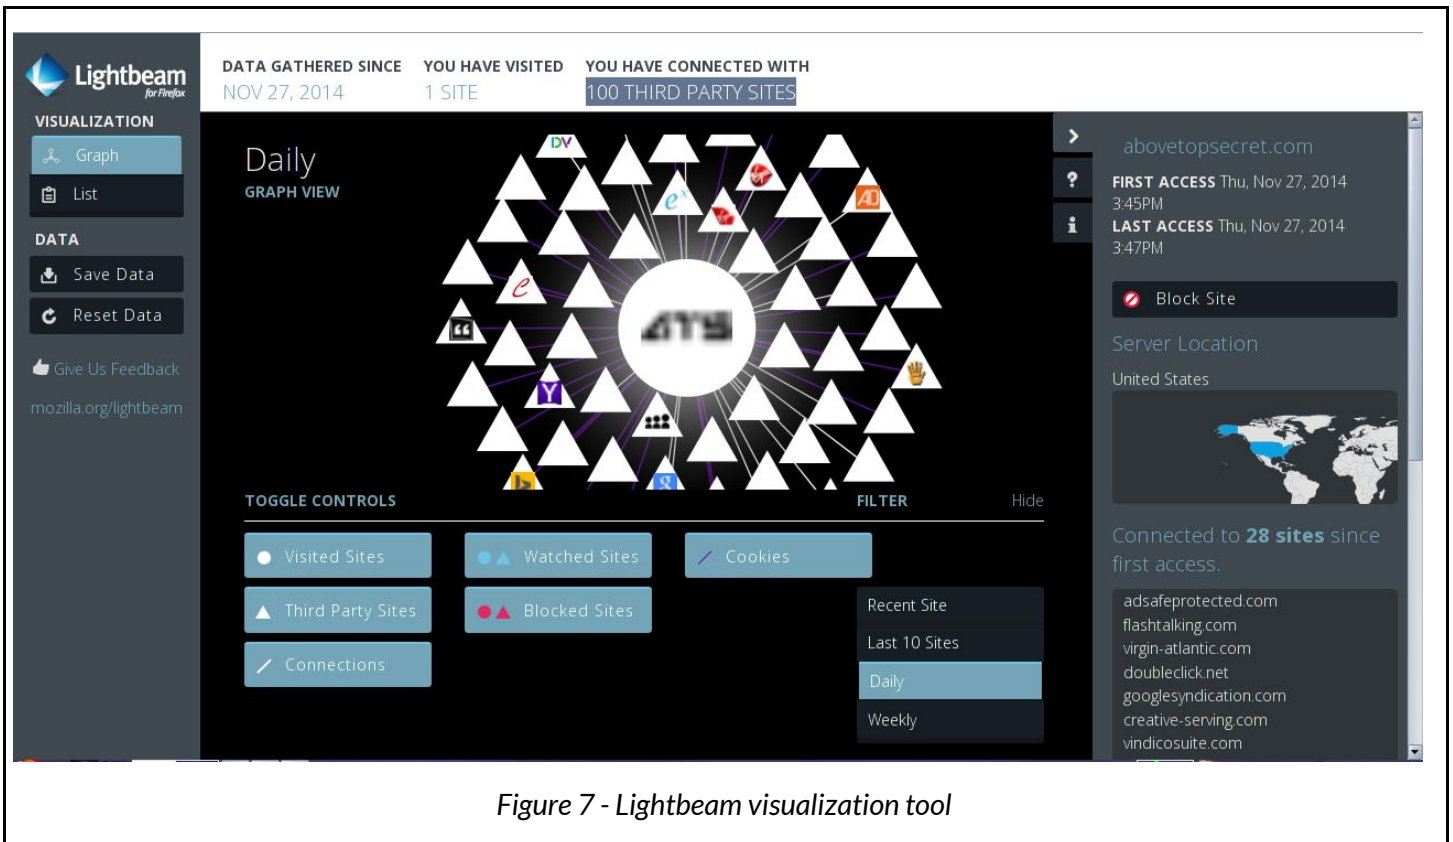 Lightbeam
for Firefox
DATA GATHERED SINCE
NOV 27, 2014
YOU HAVE VISITED
1 SITE
YOU HAVE CONNECTED WITH
100 THIRD PARTY SITES
VISUALIZATION
Graph
List
DATA
Save Data
Reset Data
Give Us Feedback
mozilla.org/lightbeam
Daily
GRAPH VIEW
DV
e
AD
Y
ATS
8
TOGGLE CONTROLS
Visited Sites
Watched Sites
Cookies
Third Party Sites
Blocked Sites
Connections
FILTER
Hide
Recent Site
Last 10 Sites
Daily
Weekly
abovetopsecret.com
FIRST ACCESS Thu, Nov 27, 2014
3:45PM
LAST ACCESS Thu, Nov 27, 2014
3:47PM
Block Site
Server Location
United States
Connected to 28 sites since
first access.
adsafeprotected.com
flashtalking.com
virgin-atlantic.com
doubleclick.net
googlesyndication.com
creative-serving.com
vindicosuite.com
Figure 7 - Lightbeam visualization tool